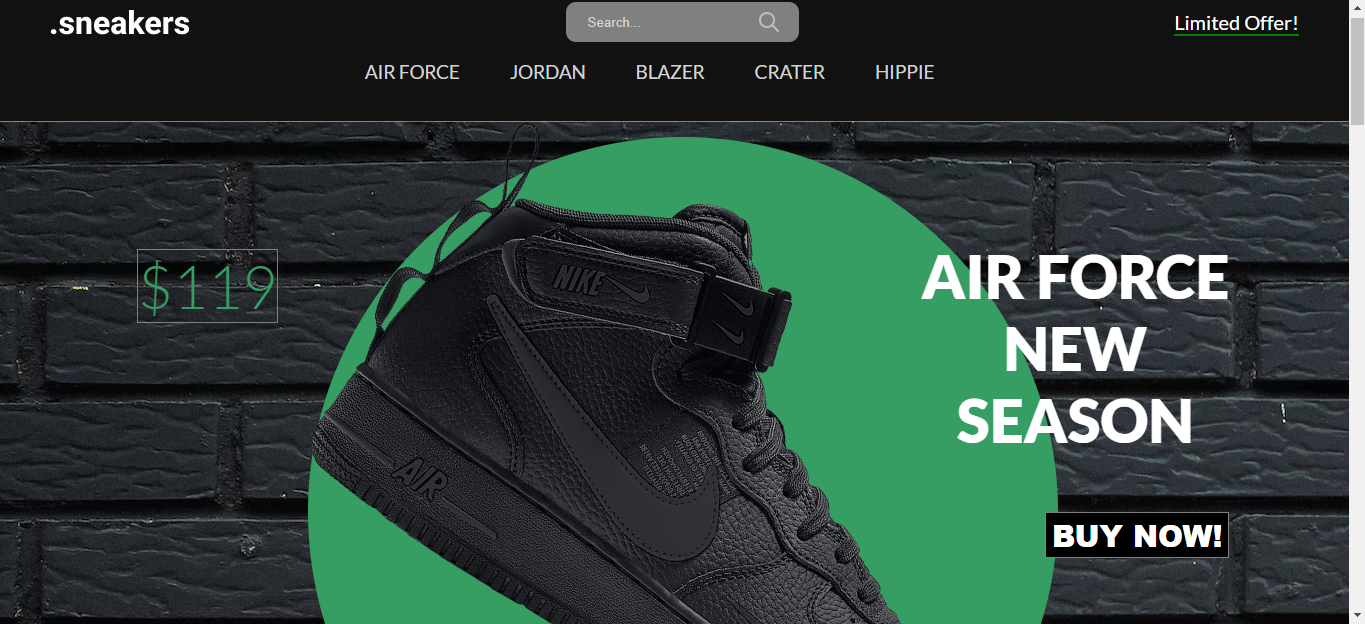 .sneakers
Search...
Limited Offer!
AIR FORCE
JORDAN
BLAZER
CRATER
HIPPIE
$119
NIKE
AIR
AIR FORCE
NEW
SEASON
BUY NOW!